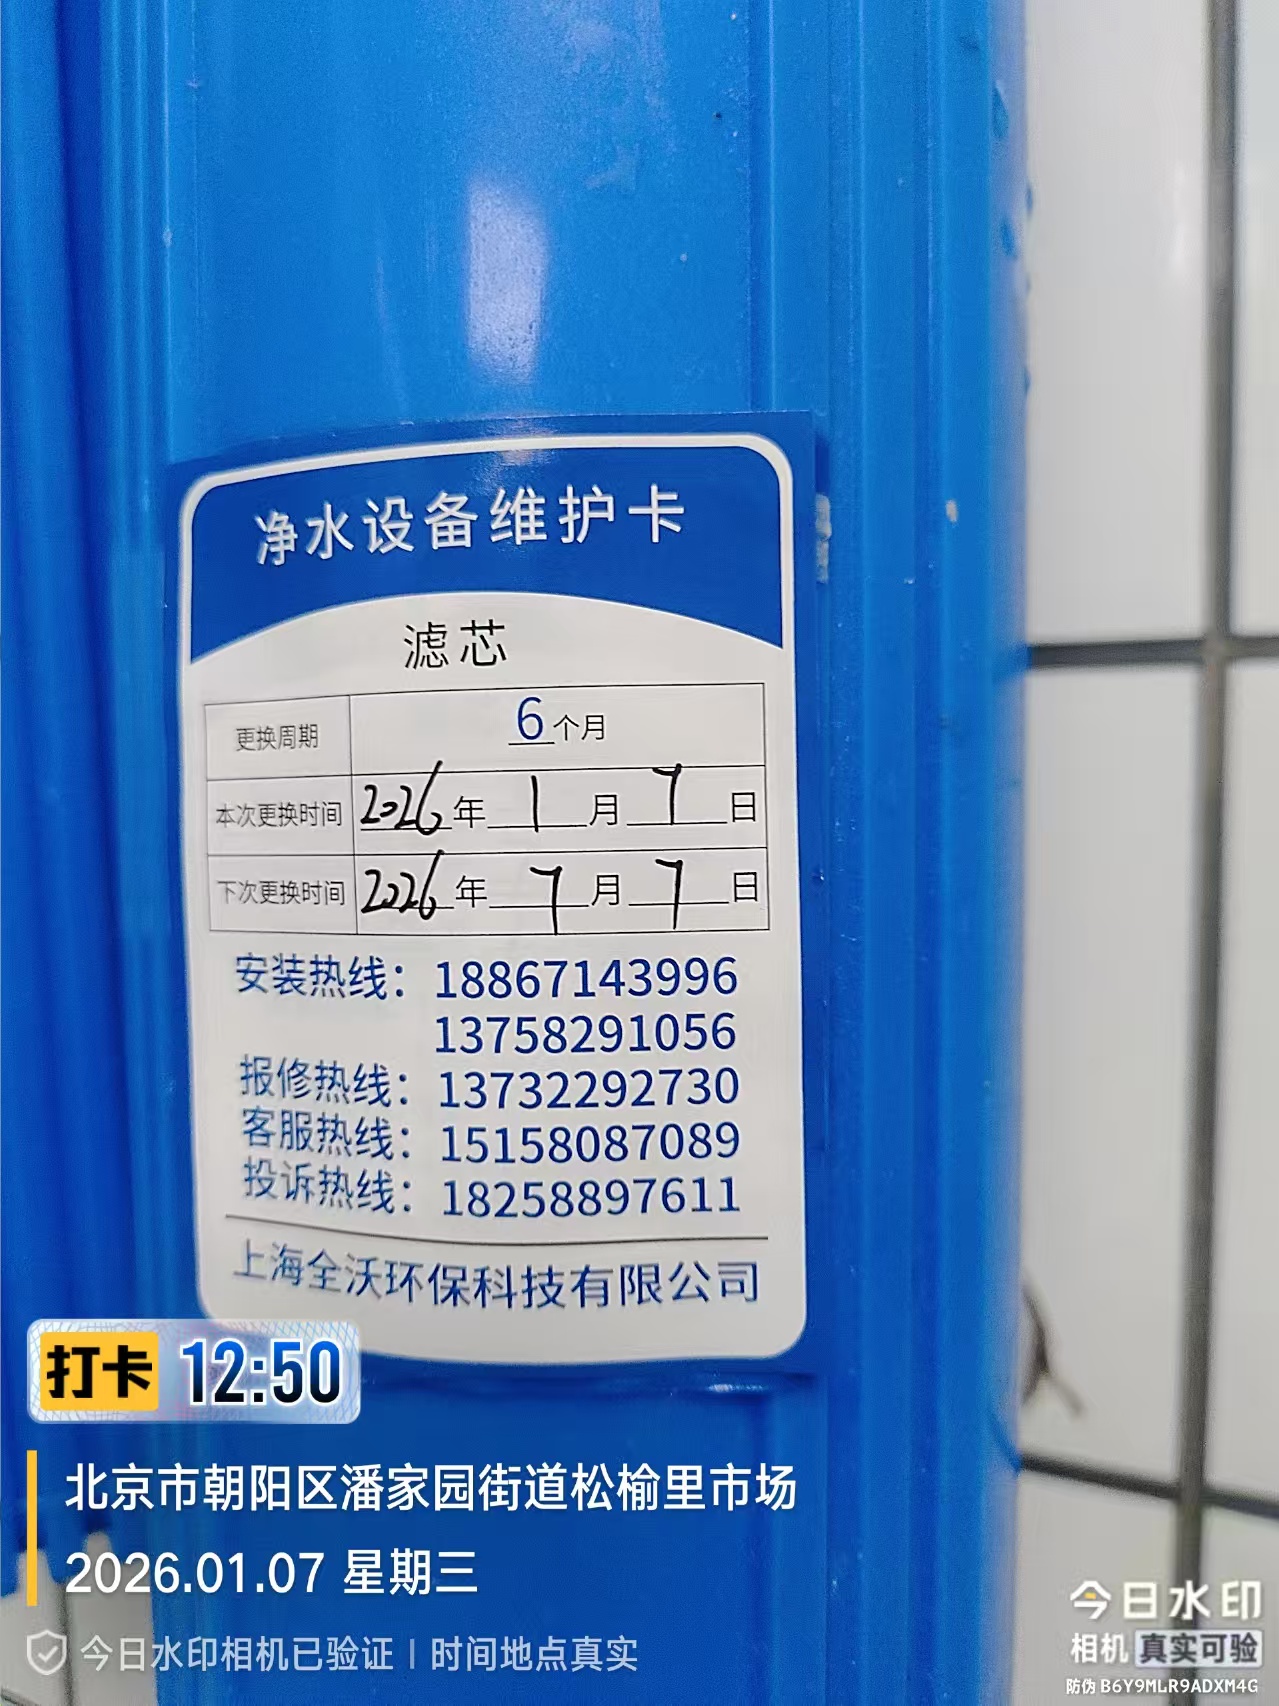 净水设备维护卡
滤芯
更换周期 6个月
本次更换时间 2026年1月7日
下次更换时间 2026年7月7日
安装热线：18867143996
13758291056
报修热线：13732292730
客服热线：15158087089
投诉热线：18258897611
上海全沃环保科技有限公司
打卡 12:50
北京市朝阳区潘家园街道松榆里市场
2026.01.07 星期三
今日水印相机已验证 | 时间地点真实
今日水印
相机 真实可验
防伪 B6Y9MLR9ADXM4G